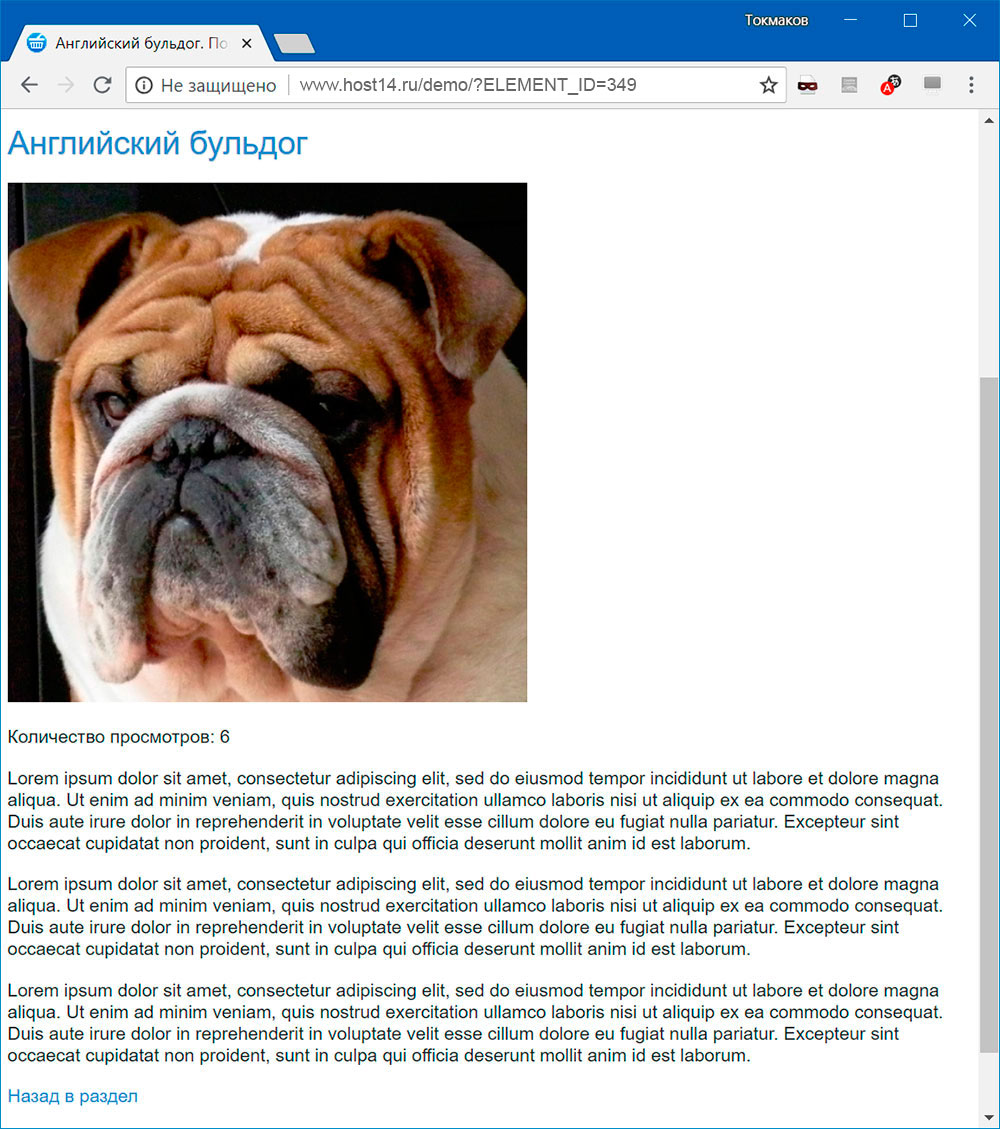 Токмаков
Английский бульдог. По
Не защищено www.host14.ru/demo/?ELEMENT_ID=349
Английский бульдог
Количество просмотров: 6
Lorem ipsum dolor sit amet, consectetur adipiscing elit, sed do eiusmod tempor incididunt ut labore et dolore magna
aliqua. Ut enim ad minim veniam, quis nostrud exercitation ullamco laboris nisi ut aliquip ex ea commodo consequat.
Duis aute irure dolor in reprehenderit in voluptate velit esse cillum dolore eu fugiat nulla pariatur. Excepteur sint
occaecat cupidatat non proident, sunt in culpa qui officia deserunt mollit anim id est laborum.
Lorem ipsum dolor sit amet, consectetur adipiscing elit, sed do eiusmod tempor incididunt ut labore et dolore magna
aliqua. Ut enim ad minim veniam, quis nostrud exercitation ullamco laboris nisi ut aliquip ex ea commodo consequat.
Duis aute irure dolor in reprehenderit in voluptate velit esse cillum dolore eu fugiat nulla pariatur. Excepteur sint
occaecat cupidatat non proident, sunt in culpa qui officia deserunt mollit anim id est laborum.
Lorem ipsum dolor sit amet, consectetur adipiscing elit, sed do eiusmod tempor incididunt ut labore et dolore magna
aliqua. Ut enim ad minim veniam, quis nostrud exercitation ullamco laboris nisi ut aliquip ex ea commodo consequat.
Duis aute irure dolor in reprehenderit in voluptate velit esse cillum dolore eu fugiat nulla pariatur. Excepteur sint
occaecat cupidatat non proident, sunt in culpa qui officia deserunt mollit anim id est laborum.
Назад в раздел